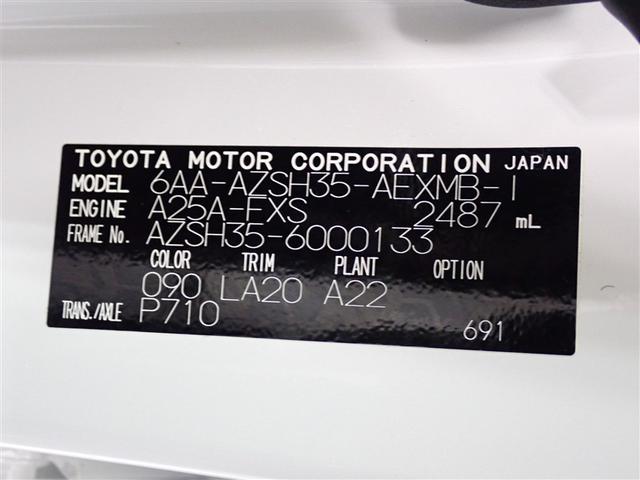 TOYOTA MOTOR CORPORATION JAPAN
MODEL 6AA-AZSH35-AEXMB-I
ENGINE A25A-FXS 2487 mL
FRAME No. AZSH35-6000133
COLOR TRIM PLANT OPTION
090 LA20 A22
TRANS./AXLE P710
691